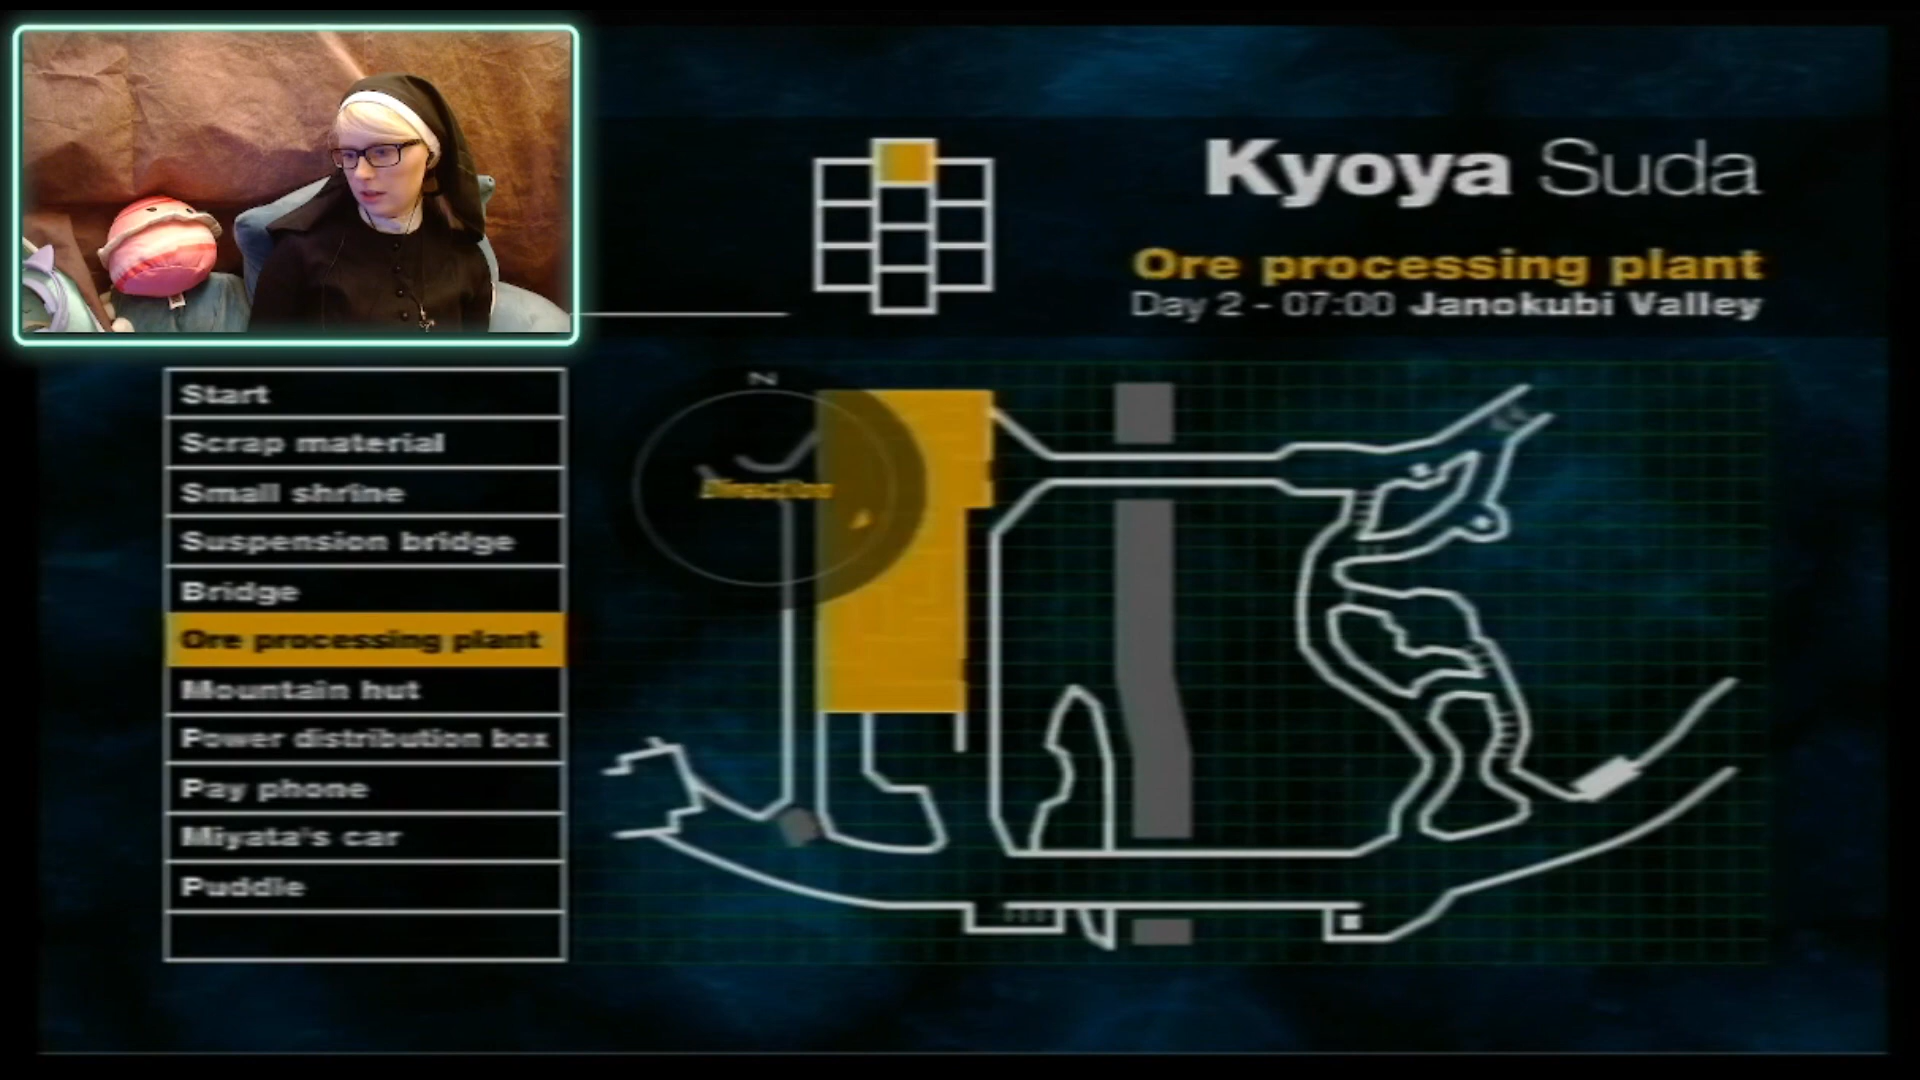 Kyoya Suda
Ore processing plant
Day 2 - 07:00 Janokubi Valley
N
Direction
Start
Scrap material
Small shrine
Suspension bridge
Bridge
Ore processing plant
Mountain hut
Power distribution box
Pay phone
Miyata's car
Puddle